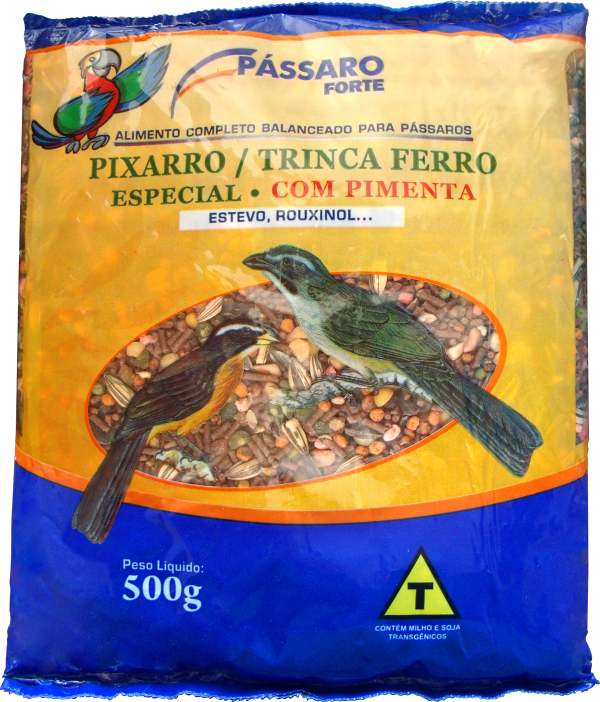 PÁSSARO
FORTE
ALIMENTO COMPLETO BALANCEADO PARA PÁSSAROS
PIXARRO / TRINCA FERRO
ESPECIAL • COM PIMENTA
ESTEVO, ROUXINOL...
Peso Líquido:
500g
T
CONTÉM MILHO E SOJA
TRANSGÊNICOS